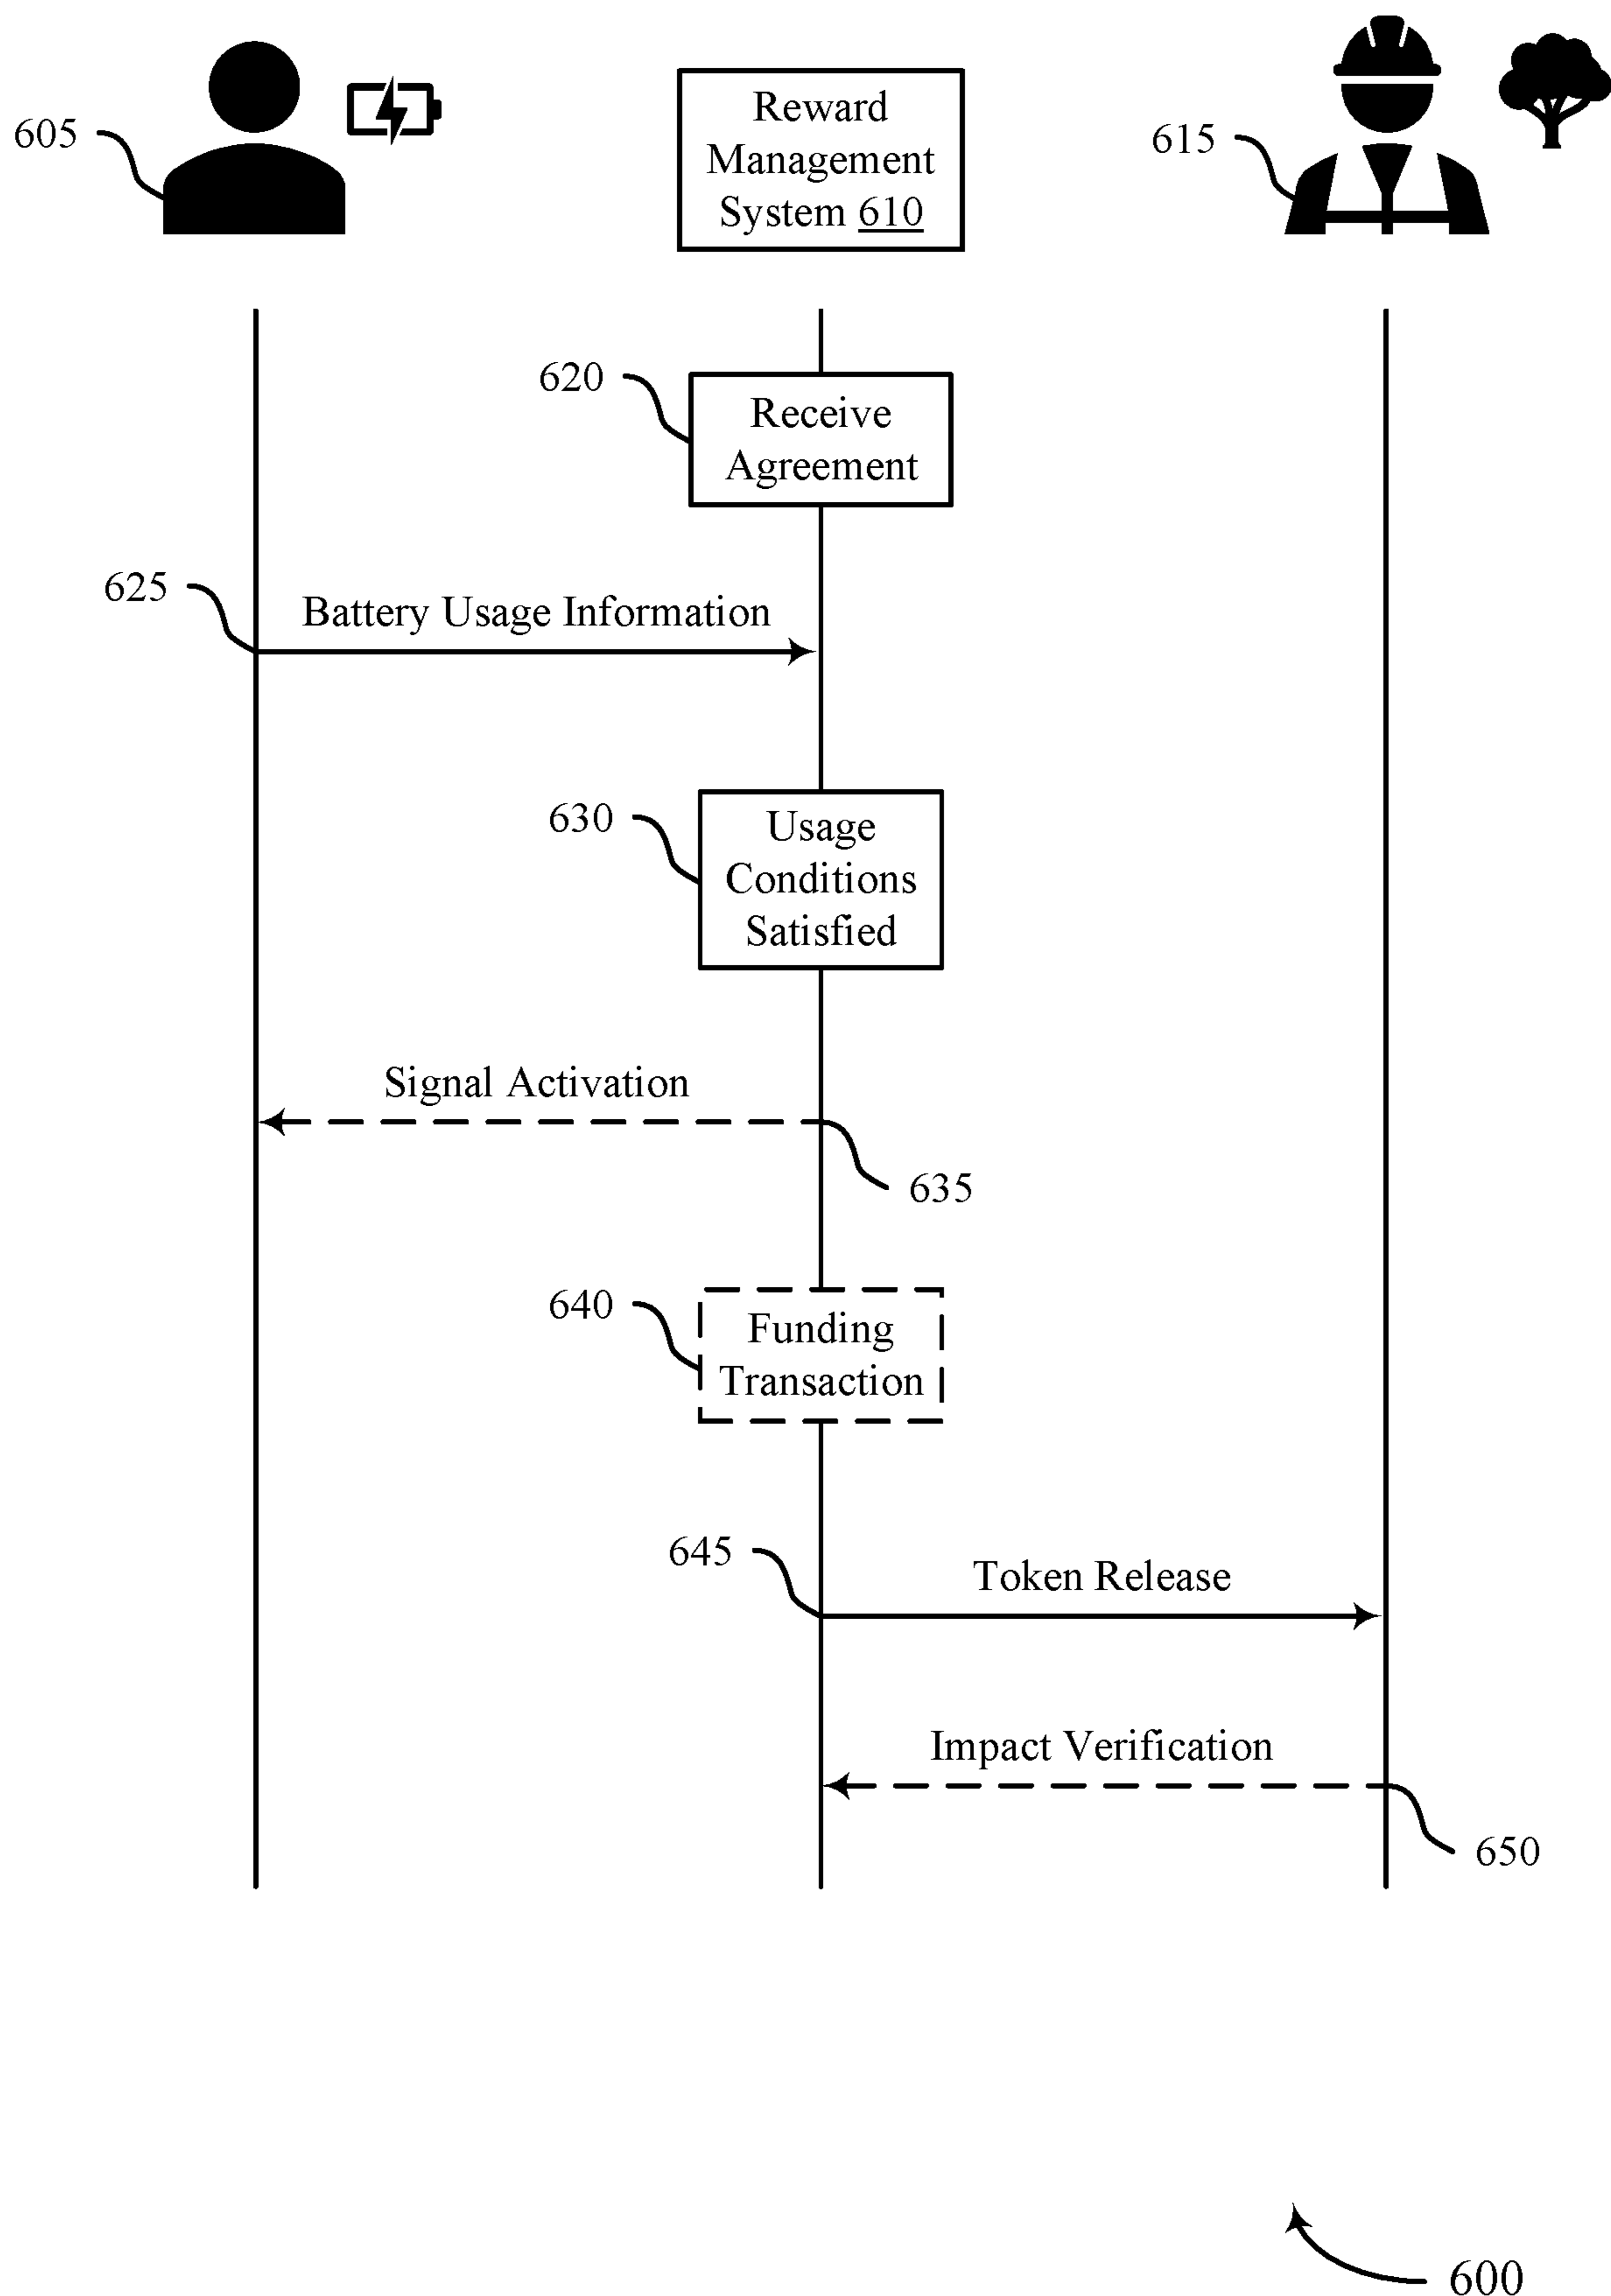 605
Reward
Management
System 610
615
620
Receive
Agreement
625
Battery Usage Information
630
Usage
Conditions
Satisfied
Signal Activation
635
640
Funding
Transaction
645
Token Release
Impact Verification
650
600